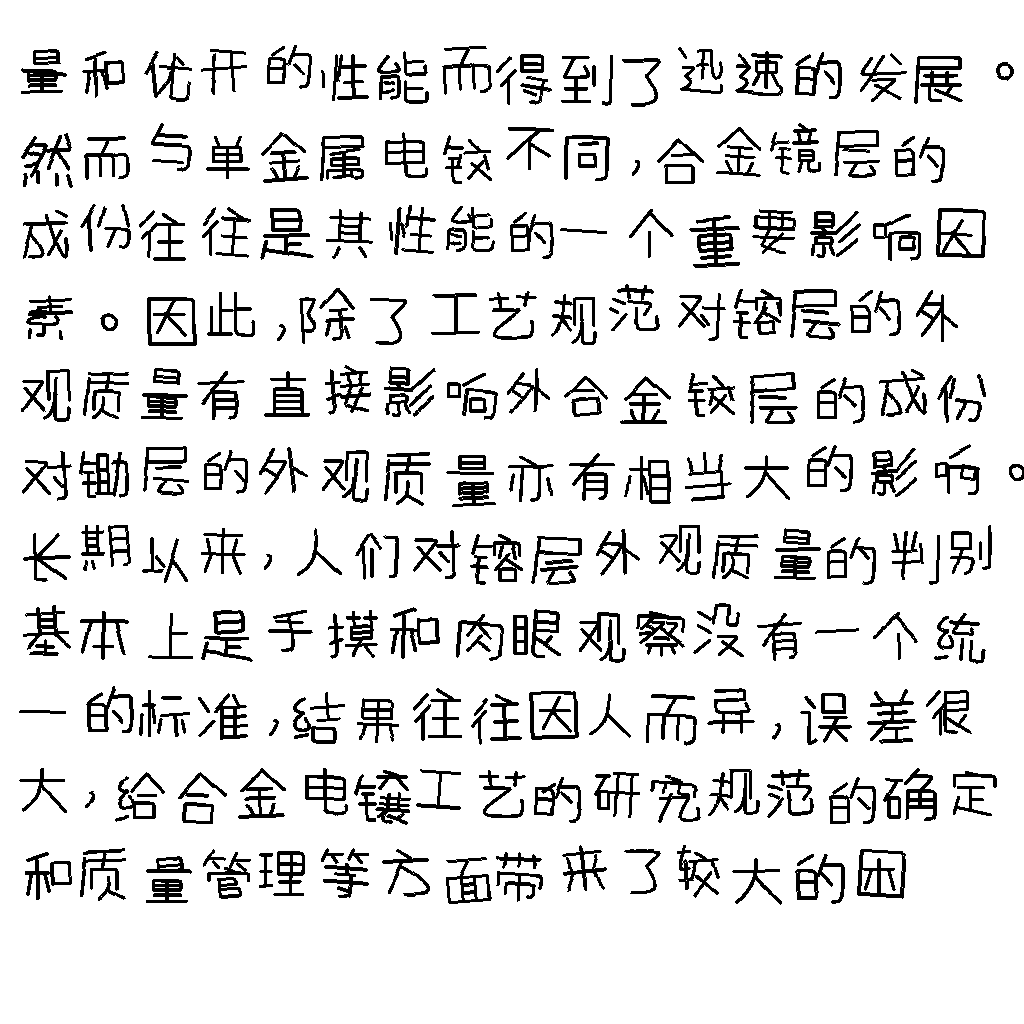 量和优开的性能而得到了迅速的发展。
然而与单金属电铰不同,合金镜层的
成份往往是其性能的一个重要影响因
素。因此,除了工艺规范对镕层的外
观质量有直接影响外合金铰层的成份
对锄层的外观质量亦有相当大的影响。
长期以来,人们对镕层外观质量的判别
基本上是手摸和肉眼观察没有一个统
一的标准,结果往往因人而异,误差很
大,给合金电镶工艺的研究规范的确定
和质量管理等方面带来了较大的困